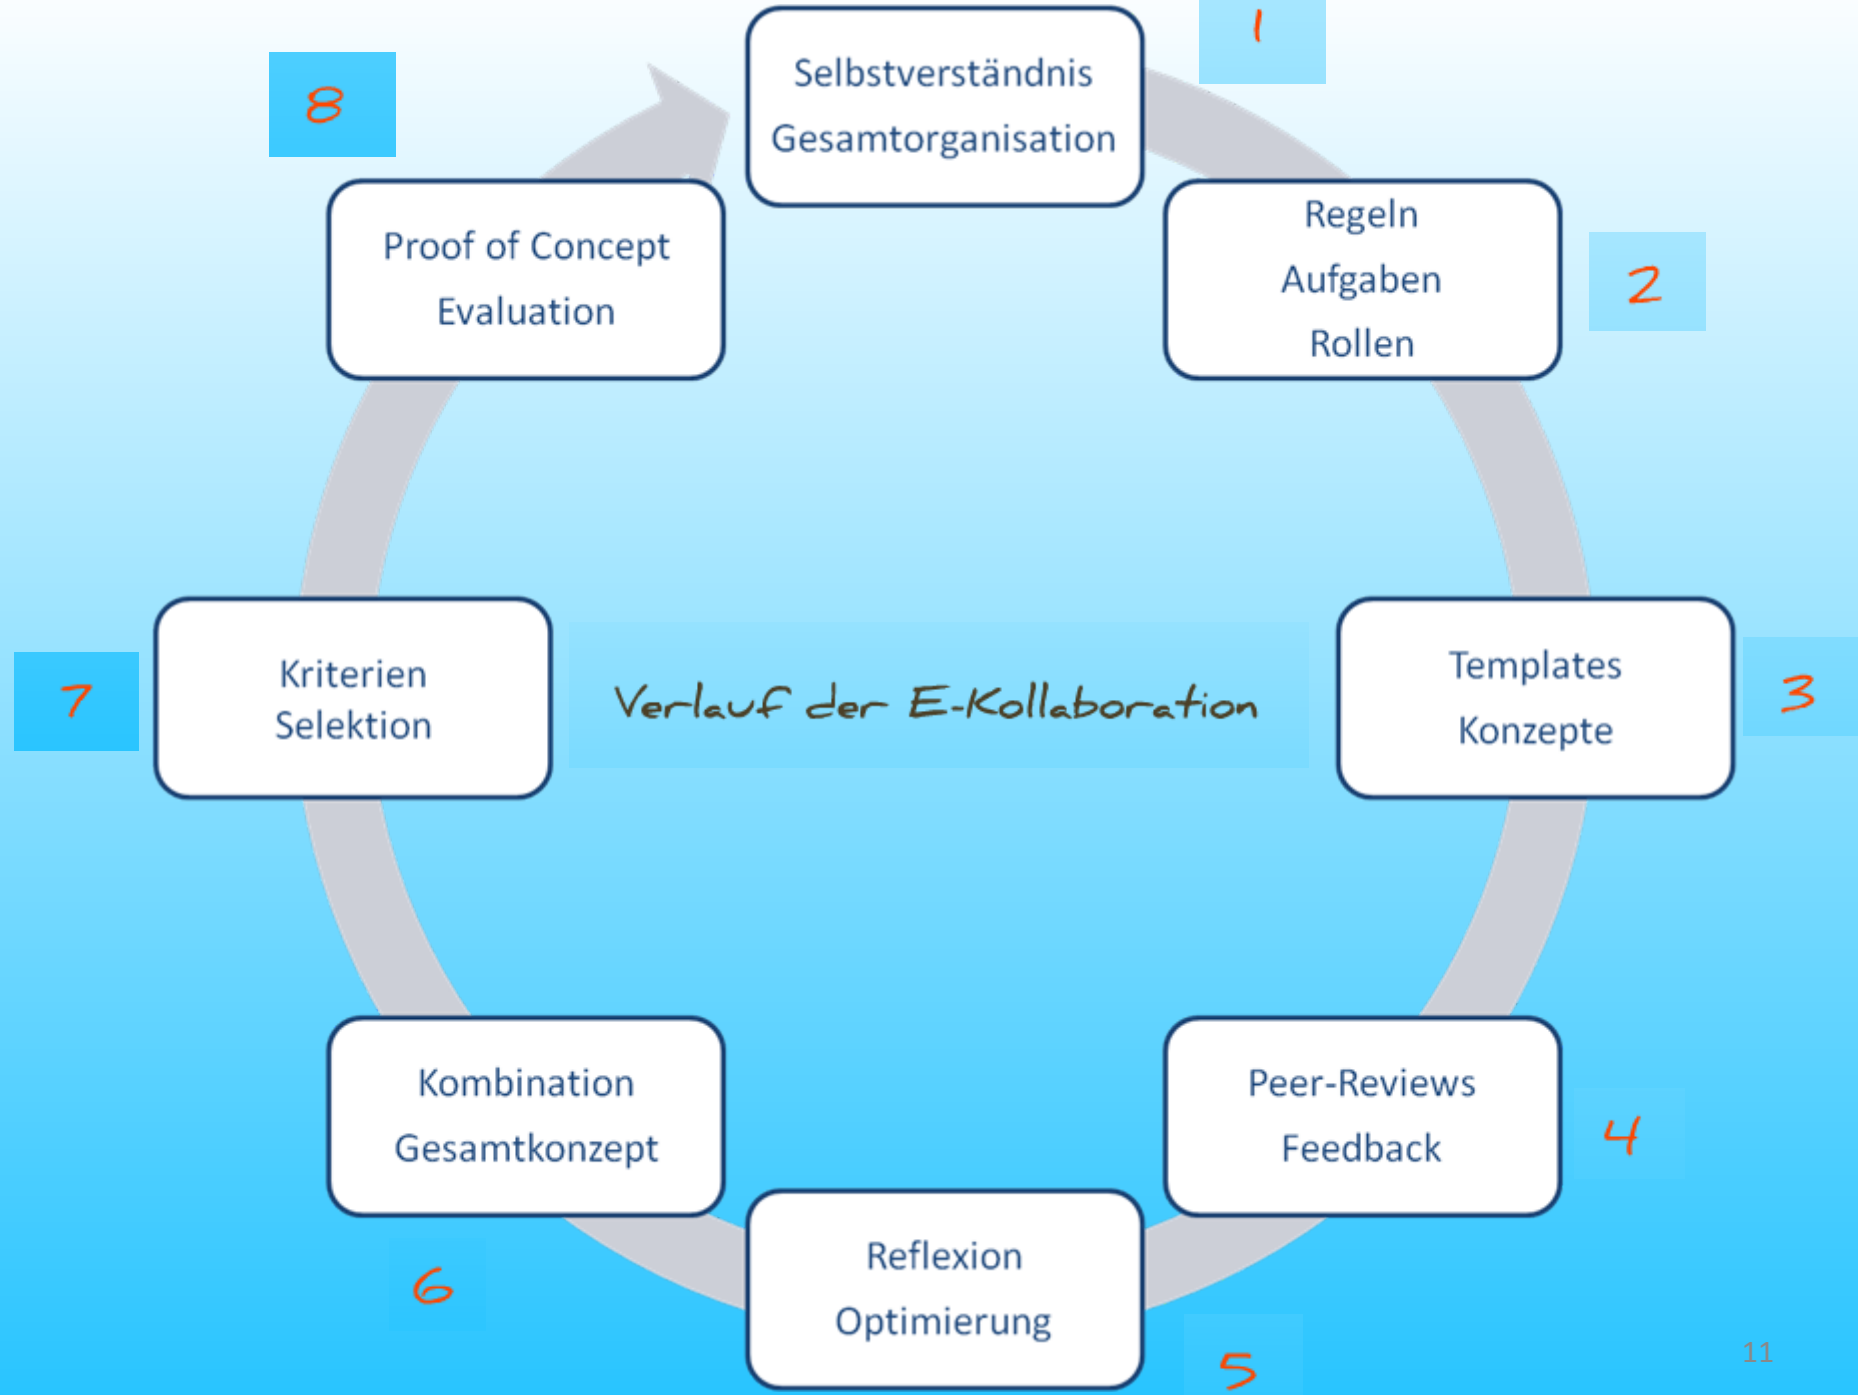 1
Selbstverständnis
Gesamtorganisation
2
Regeln
Aufgaben
Rollen
3
Templates
Konzepte
4
Peer-Reviews
Feedback
5
Reflexion
Optimierung
6
Kombination
Gesamtkonzept
7
Kriterien
Selektion
8
Proof of Concept
Evaluation
Verlauf der E-Kollaboration
11